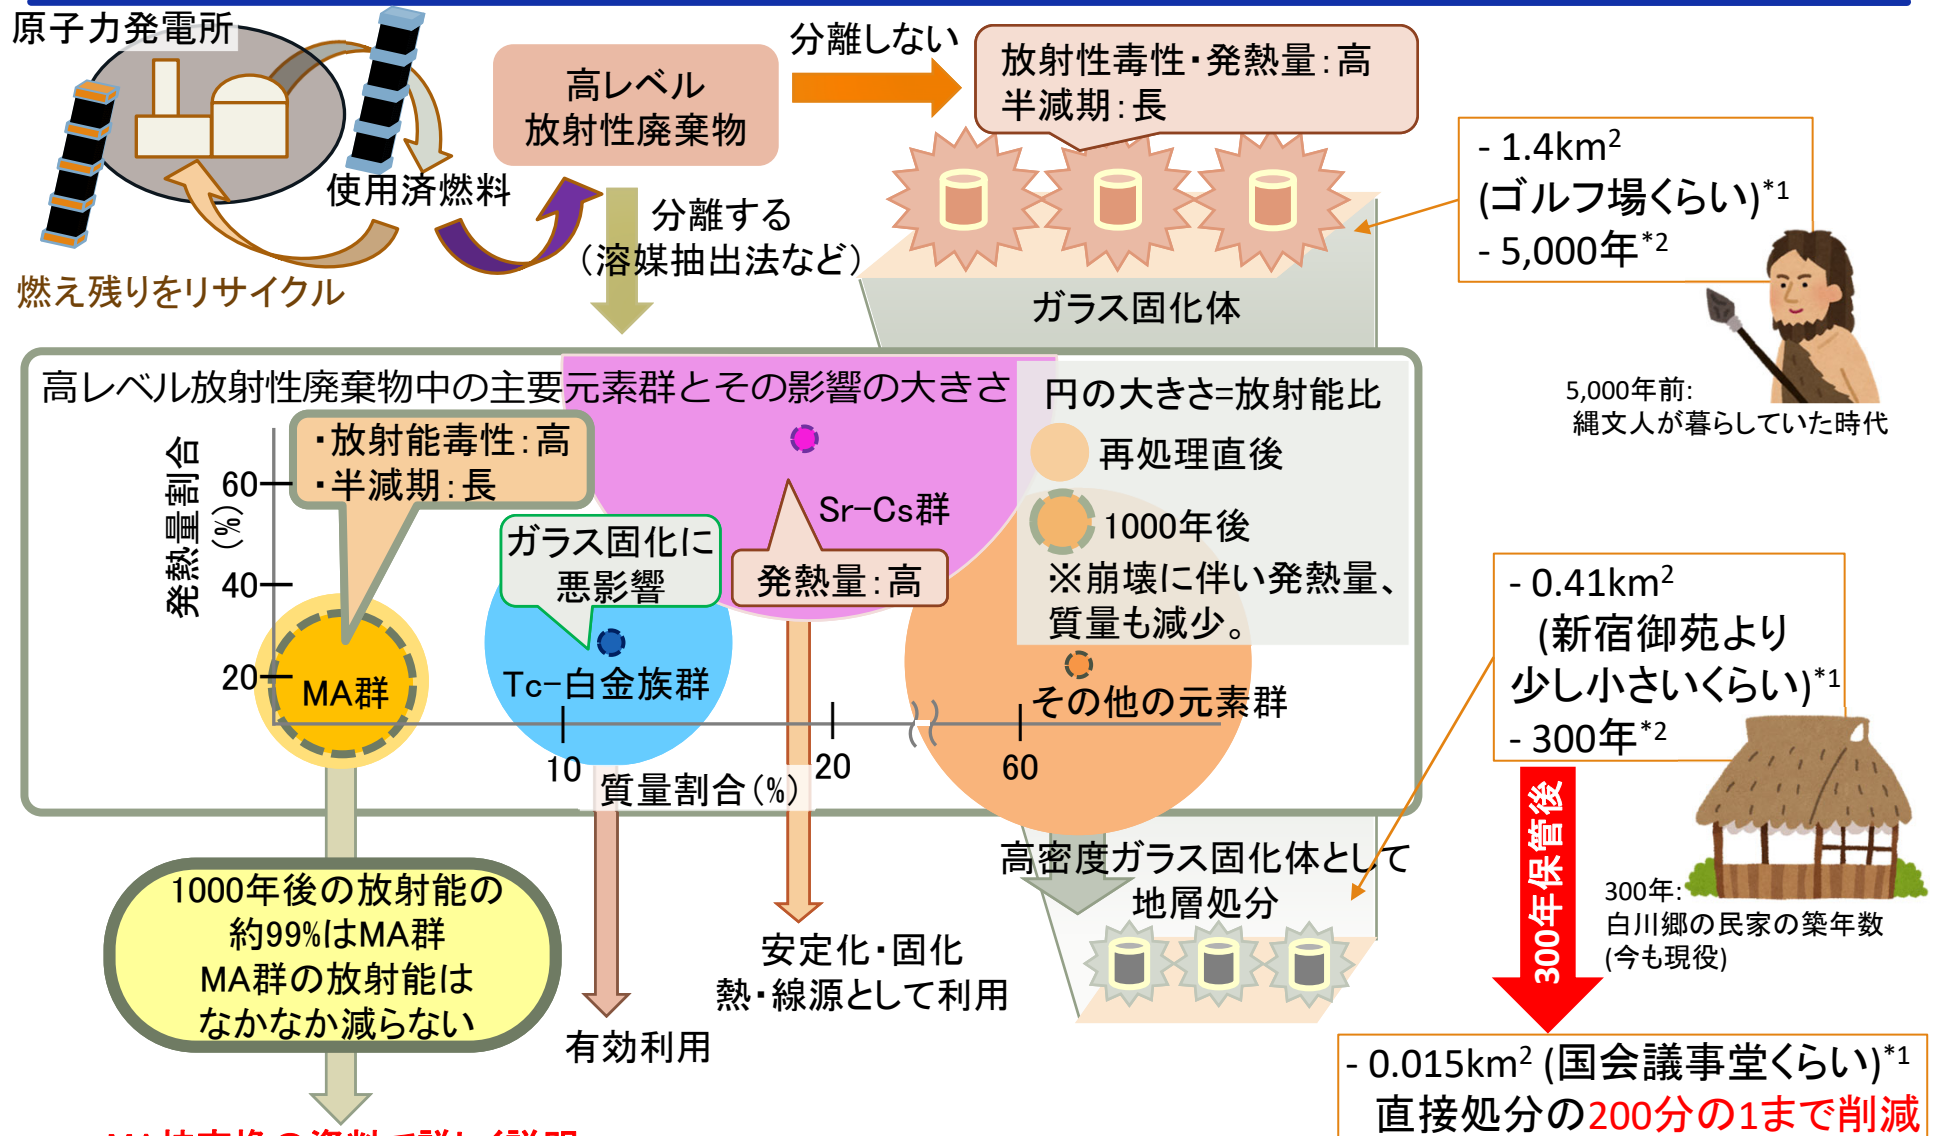 原子力発電所
使用済燃料
燃え残りをリサイクル
高レベル
放射性廃棄物
分離しない
放射性毒性・発熱量：高
半減期：長
分離する
（溶媒抽出法など）
ガラス固化体
- 1.4km²
(ゴルフ場くらい)*1
- 5,000年*2
5,000年前:
縄文人が暮らしていた時代
高レベル放射性廃棄物中の主要元素群とその影響の大きさ
円の大きさ=放射能比
再処理直後
1000年後
※崩壊に伴い発熱量、
質量も減少。
・放射能毒性：高
・半減期：長
発熱量割合
(%)
60
40
20
ガラス固化に
悪影響
Sr-Cs群
発熱量：高
MA群
Tc-白金族群
その他の元素群
10
20
60
質量割合(%)
- 0.41km²
(新宿御苑より
少し小さいくらい)*1
- 300年*2
300年保管後
300年:
白川郷の民家の築年数
(今も現役)
1000年後の放射能の
約99%はMA群
MA群の放射能は
なかなか減らない
有効利用
安定化・固化
熱・線源として利用
高密度ガラス固化体として
地層処分
- 0.015km² (国会議事堂くらい)*1
直接処分の200分の1まで削減